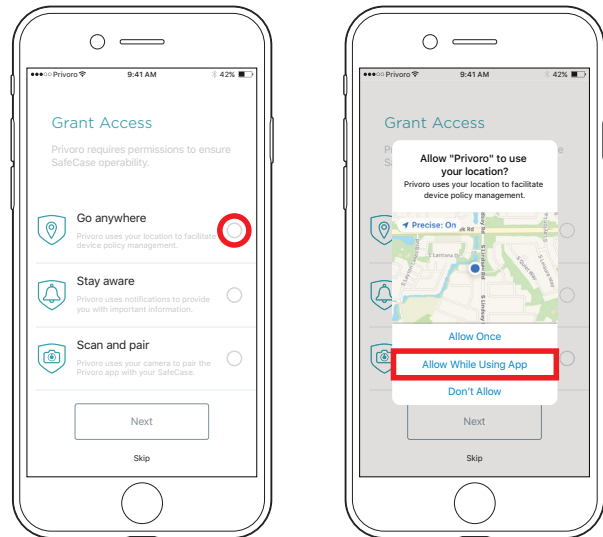 ●●●○○ Privoro 9:41 AM 42%
Grant Access
Privoro requires permissions to ensure
SafeCase operability.
Go anywhere
Privoro uses your location to facilitate
device policy management.
Stay aware
Privoro uses notifications to provide
you with important information.
Scan and pair
Privoro uses your camera to pair the
Privoro app with your SafeCase.
Next
Skip
●●●○○ Privoro 9:41 AM 42%
Grant Access
Allow "Privoro" to use
your location?
Privoro uses your location to facilitate
device policy management.
Precise: On
S Lindsay Rd
Allow Once
Allow While Using App
Don't Allow
Next
Skip